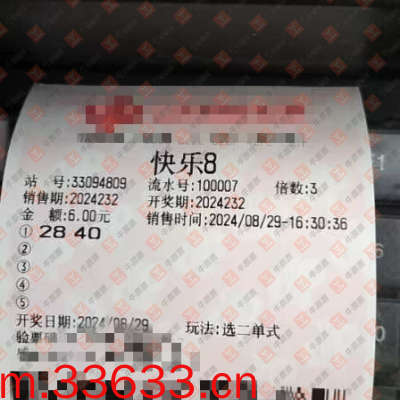 快乐8
站 号:33094809 流水号:100007 倍数:3
销售期:2024232 开奖期:2024232
金 额:6.00元 销售时间:2024/08/29-16:30:36
① 28 40
②
③
④
⑤
开奖日期:2024/08/29 玩法:选二单式
验票码
m.33633.cn